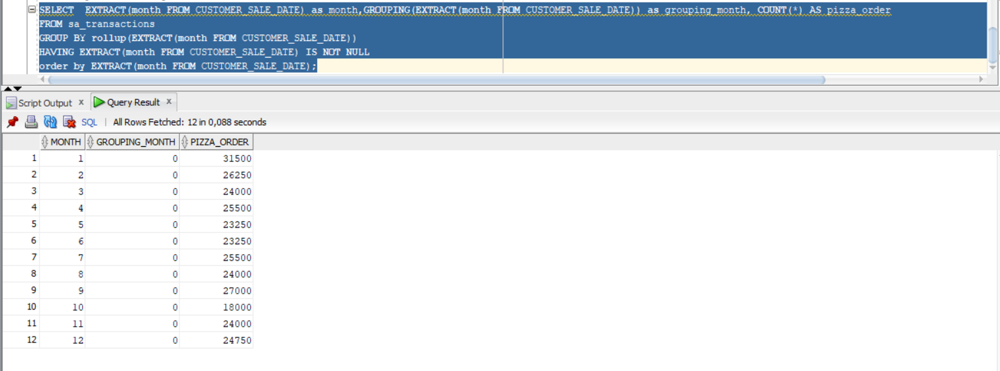 SELECT  EXTRACT(month FROM CUSTOMER_SALE_DATE) as month,GROUPING(EXTRACT(month FROM CUSTOMER_SALE_DATE)) as grouping_month, COUNT(*) AS pizza_order
FROM sa_transactions
GROUP BY rollup(EXTRACT(month FROM CUSTOMER_SALE_DATE))
HAVING EXTRACT(month FROM CUSTOMER_SALE_DATE) IS NOT NULL
order by EXTRACT(month FROM CUSTOMER_SALE_DATE);
Script Output x Query Result x
SQL | All Rows Fetched: 12 in 0,088 seconds
MONTH GROUPING_MONTH PIZZA_ORDER
1 1 0 31500
2 2 0 26250
3 3 0 24000
4 4 0 25500
5 5 0 23250
6 6 0 23250
7 7 0 25500
8 8 0 24000
9 9 0 27000
10 10 0 18000
11 11 0 24000
12 12 0 24750